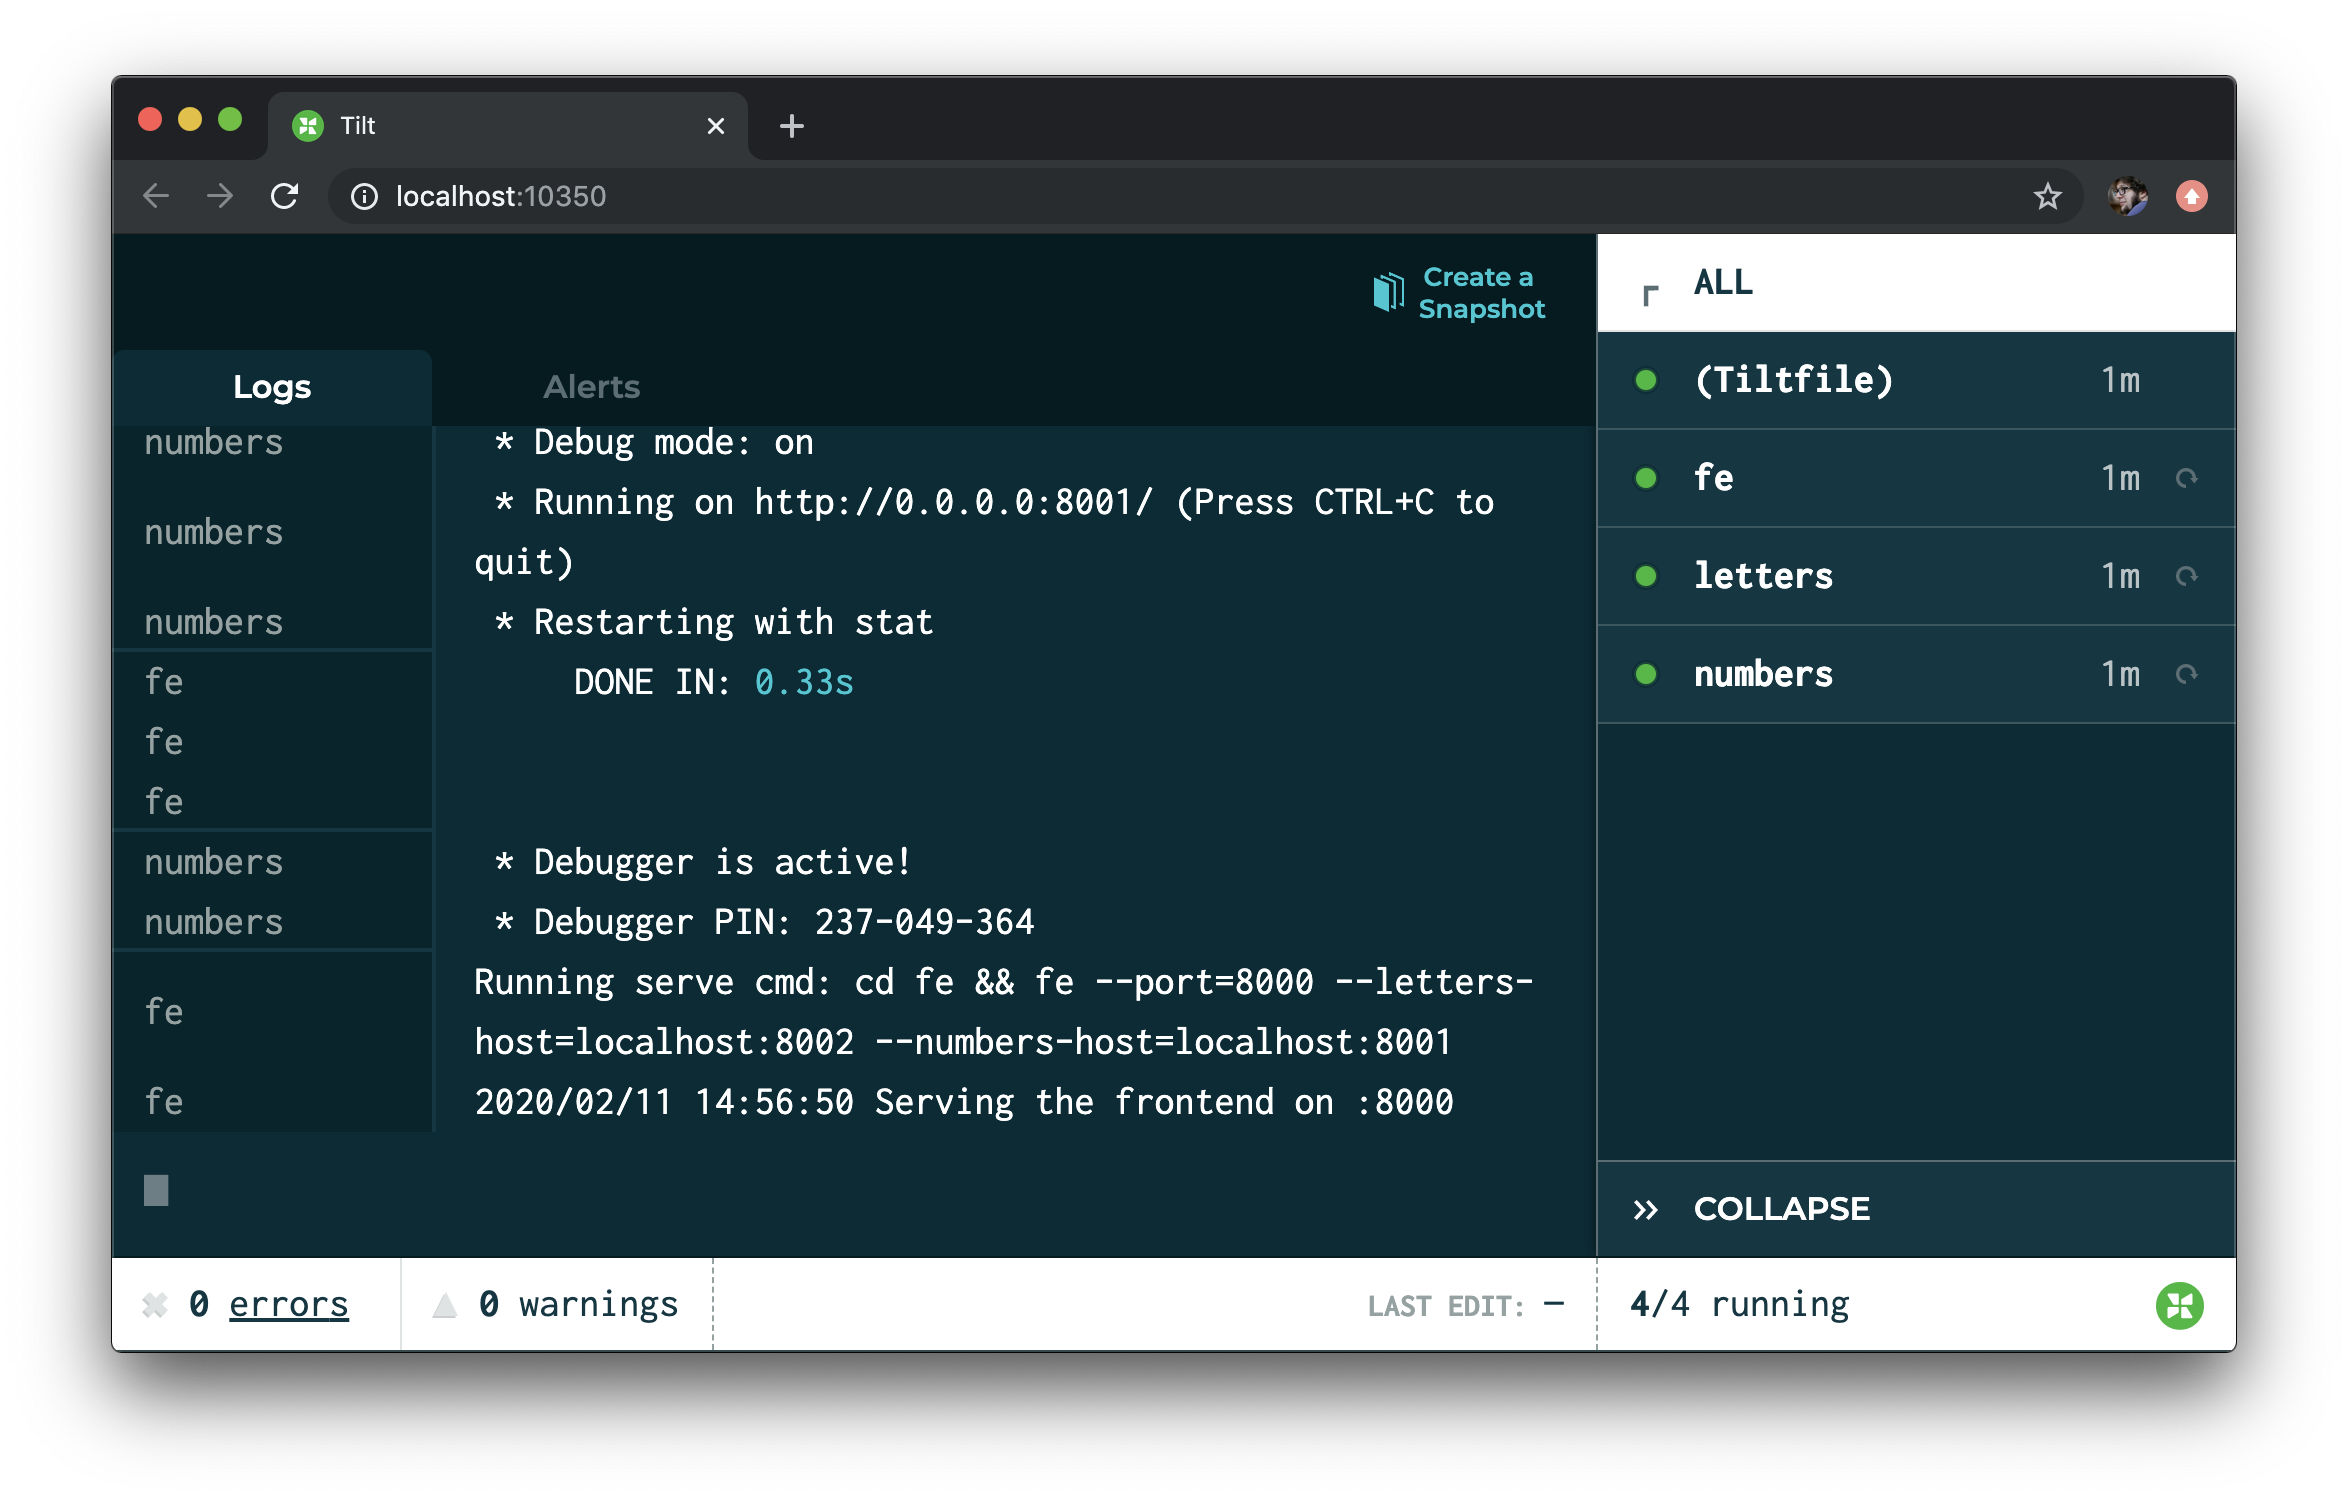 Tilt
localhost:10350
Create a
Snapshot
Logs
Alerts
numbers
* Debug mode: on
numbers
* Running on http://0.0.0.0:8001/ (Press CTRL+C to
quit)
numbers
* Restarting with stat
fe
DONE IN: 0.33s
fe
fe
numbers
* Debugger is active!
numbers
* Debugger PIN: 237-049-364
fe
Running serve cmd: cd fe && fe --port=8000 --letters-
host=localhost:8002 --numbers-host=localhost:8001
fe
2020/02/11 14:56:50 Serving the frontend on :8000
ALL
(Tiltfile) 1m
fe 1m
letters 1m
numbers 1m
COLLAPSE
0 errors
0 warnings
LAST EDIT: —
4/4 running